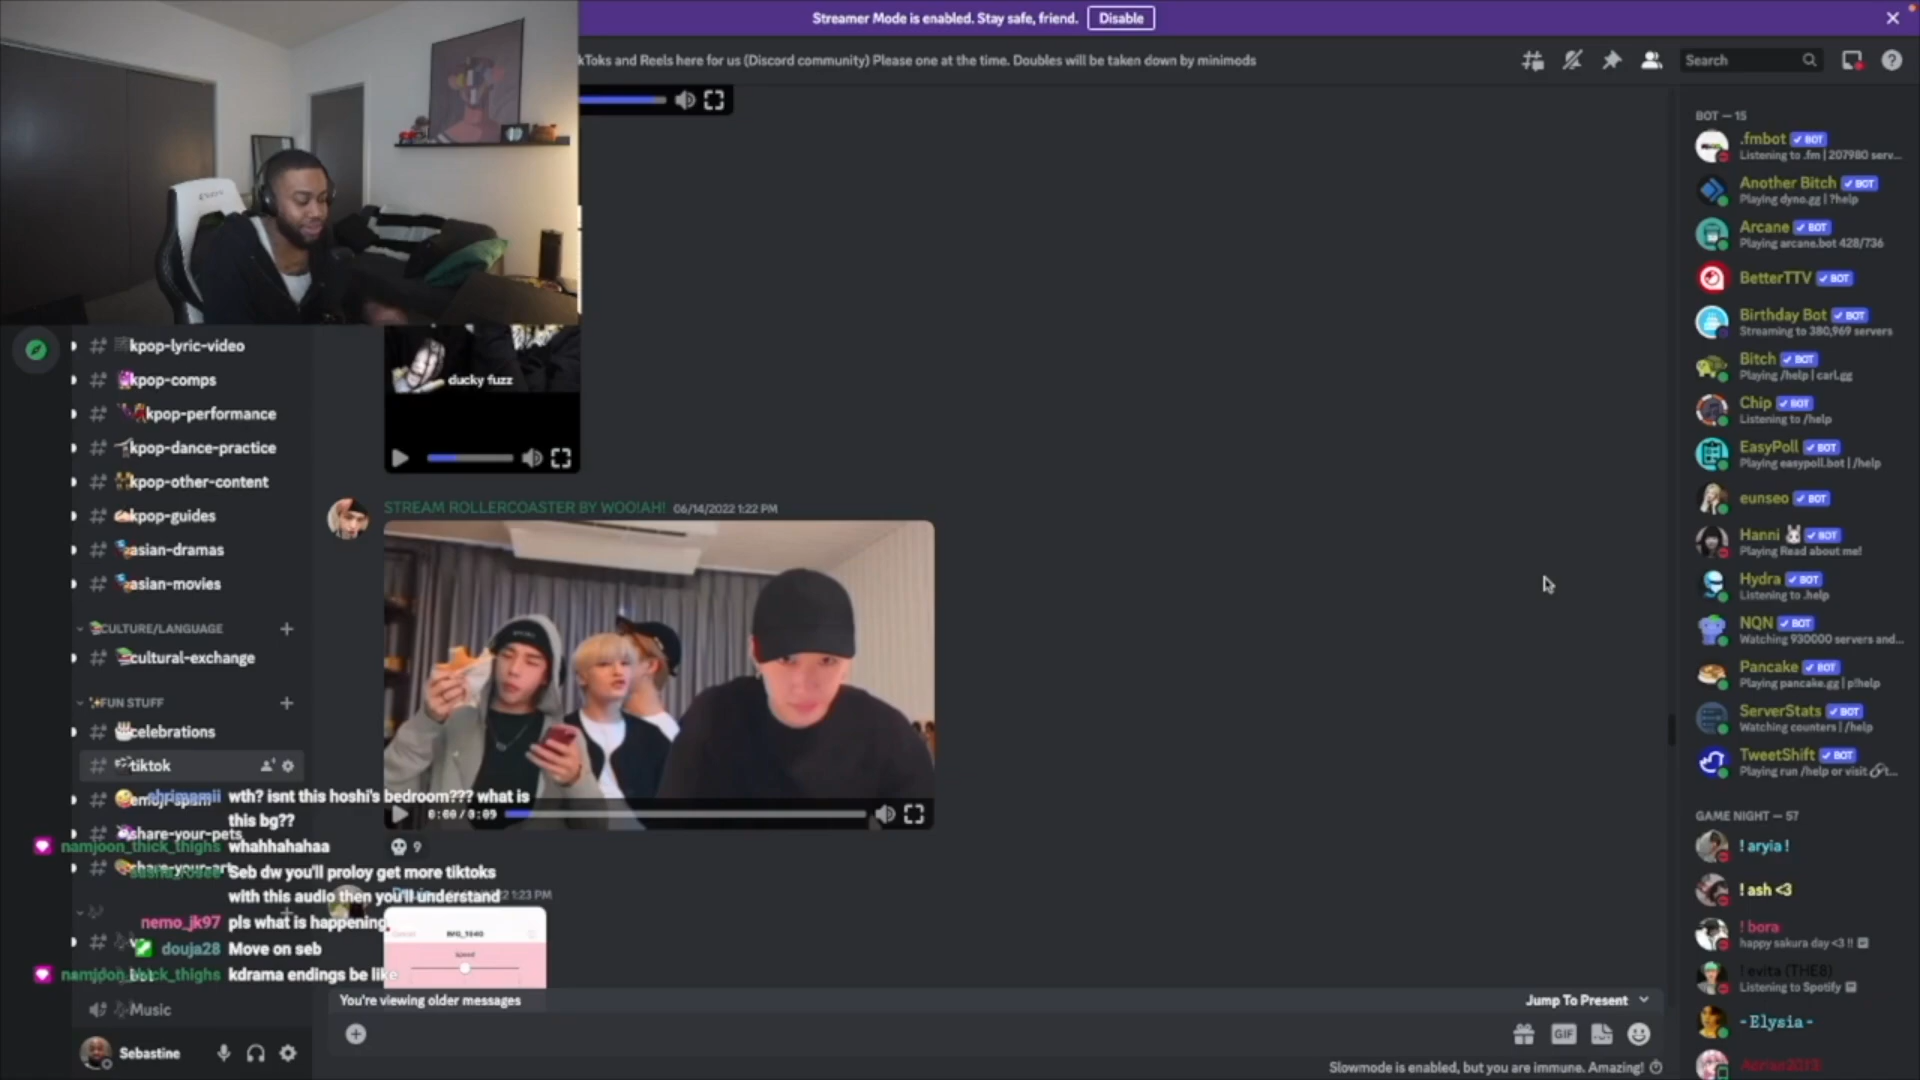 Streamer Mode is enabled. Stay safe, friend.
Disable
kToks and Reels here for us (Discord community) Please one at the time. Doubles will be taken down by minimods
Search
ducky fuzz
kpop-lyric-video
kpop-comps
kpop-performance
kpop-dance-practice
kpop-other-content
kpop-guides
asian-dramas
asian-movies
CULTURE/LANGUAGE
cultural-exchange
FUN STUFF
celebrations
tiktok
emoji-spam
share-your-pets
share-your-art
Music
Sebastine
wth? isnt this hoshi's bedroom??? what is
this bg??
namjoon_thick_thighs whahhahahaa
Seb dw you'll proloy get more tiktoks
with this audio then you'll understand
nemo_jk97 pls what is happening
douja28 Move on seb
namjoon_thick_thighs kdrama endings be like
STREAM ROLLERCOASTER BY WOO!AH! 06/14/2022 1:22 PM
0:00 / 0:09
9
1:23 PM
You're viewing older messages
Jump To Present
GIF
Slowmode is enabled, but you are immune. Amazing!
BOT — 15
.fmbot BOT
Listening to .fm | 207980 serv...
Another Bitch BOT
Playing dyno.gg | ?help
Arcane BOT
Playing arcane.bot 428/736
BetterTTV BOT
Birthday Bot BOT
Streaming to 380,969 servers
Bitch BOT
Playing /help | carl.gg
Chip BOT
Listening to /help
EasyPoll BOT
Playing easypoll.bot | /help
eunseo BOT
Hanni BOT
Playing Read about me!
Hydra BOT
Listening to .help
NQN BOT
Watching 930000 servers and...
Pancake BOT
Playing pancake.gg | p!help
ServerStats BOT
Watching counters | /help
TweetShift BOT
Playing run /help or visit
GAME NIGHT — 57
! aryia !
! ash <3
! bora
happy sakura day <3 !!
! evita (THE8)
Listening to Spotify
- Elysia -